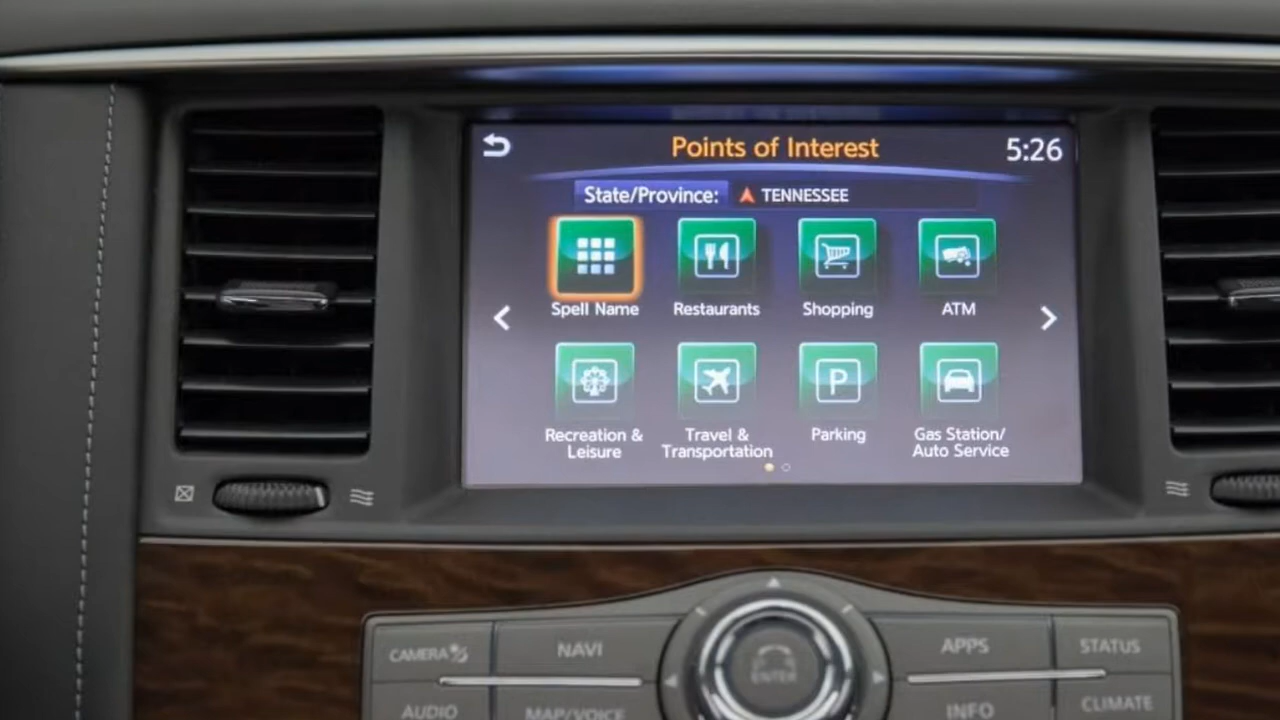 Points of Interest
5:26
State/Province:
TENNESSEE
Spell Name
Restaurants
Shopping
ATM
Recreation &
Leisure
Travel &
Transportation
P
Parking
Gas Station/
Auto Service
CAMERA
NAVI
APPS
STATUS
ENTER
AUDIO
MAP/VOICE
INFO
CLIMATE